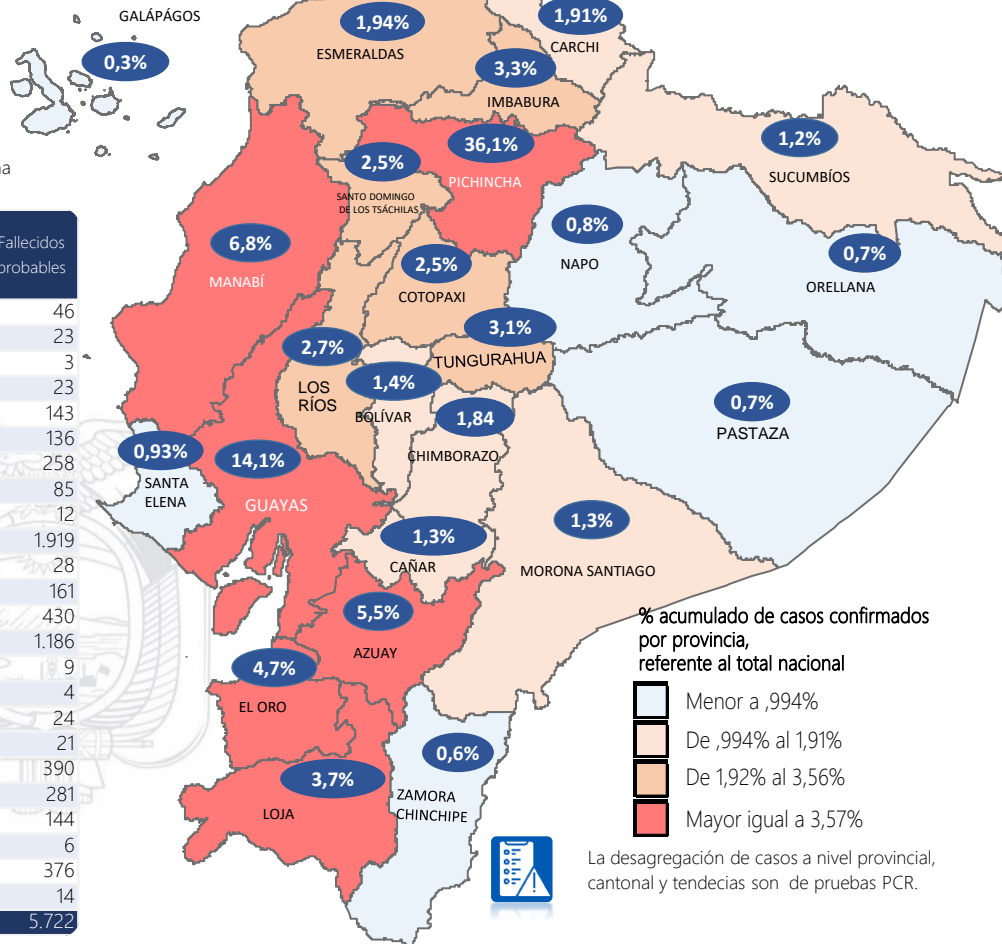 GALÁPÁGOS
0,3%
1,94%
ESMERALDAS
1,91%
CARCHI
3,3%
IMBABURA
36,1%
PICHINCHA
2,5%
SANTO DOMINGO
DE LOS TSÁCHILAS
1,2%
SUCUMBÍOS
6,8%
MANABÍ
0,8%
NAPO
0,7%
ORELLANA
2,5%
COTOPAXI
3,1%
TUNGURAHUA
2,7%
LOS
RÍOS
1,4%
BOLÍVAR
1,84
CHIMBORAZO
0,7%
PASTAZA
0,93%
SANTA
ELENA
14,1%
GUAYAS
1,3%
CAÑAR
1,3%
MORONA SANTIAGO
5,5%
AZUAY
4,7%
EL ORO
3,7%
LOJA
0,6%
ZAMORA
CHINCHIPE
Fallecidos
probables
46
23
3
23
143
136
258
85
12
1.919
28
161
430
1.186
9
4
24
21
390
281
144
6
376
14
5.722
% acumulado de casos confirmados
por provincia,
referente al total nacional
Menor a ,994%
De ,994% al 1,91%
De 1,92% al 3,56%
Mayor igual a 3,57%
La desagregación de casos a nivel provincial,
cantonal y tendecias son de pruebas PCR.